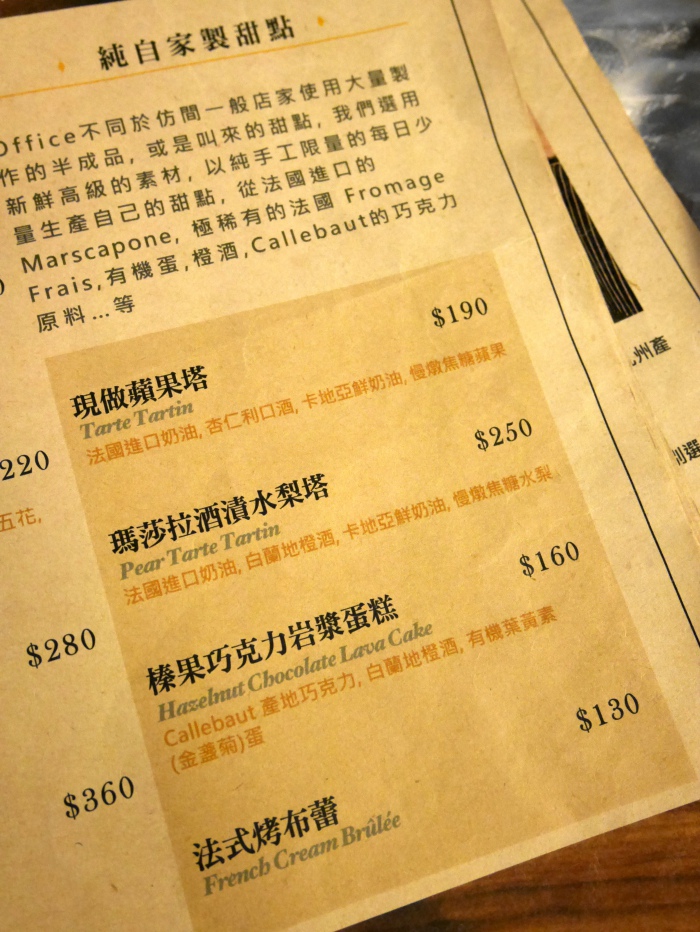 純自家製甜點
Office不同於仿間一般店家使用大量製
作的半成品, 或是叫來的甜點, 我們選用
新鮮高級的素材, 以純手工限量的每日少
量生產自己的甜點, 從法國進口的
Marscapone, 極稀有的法國 Fromage
Frais,有機蛋,橙酒,Callebaut的巧克力
原料...等
$190
現做蘋果塔
Tarte Tartin
法國進口奶油, 杏仁利口酒, 卡地亞鮮奶油, 慢燉焦糖蘋果
$250
瑪莎拉酒漬水梨塔
Pear Tarte Tartin
法國進口奶油, 白蘭地橙酒, 卡地亞鮮奶油, 慢燉焦糖水梨
$160
榛果巧克力岩漿蛋糕
Hazelnut Chocolate Lava Cake
Callebaut 產地巧克力, 白蘭地橙酒, 有機葉黃素
(金盞菊)蛋
$130
法式烤布蕾
French Cream Brûlée
220
五花,
$280
$360
州產
選